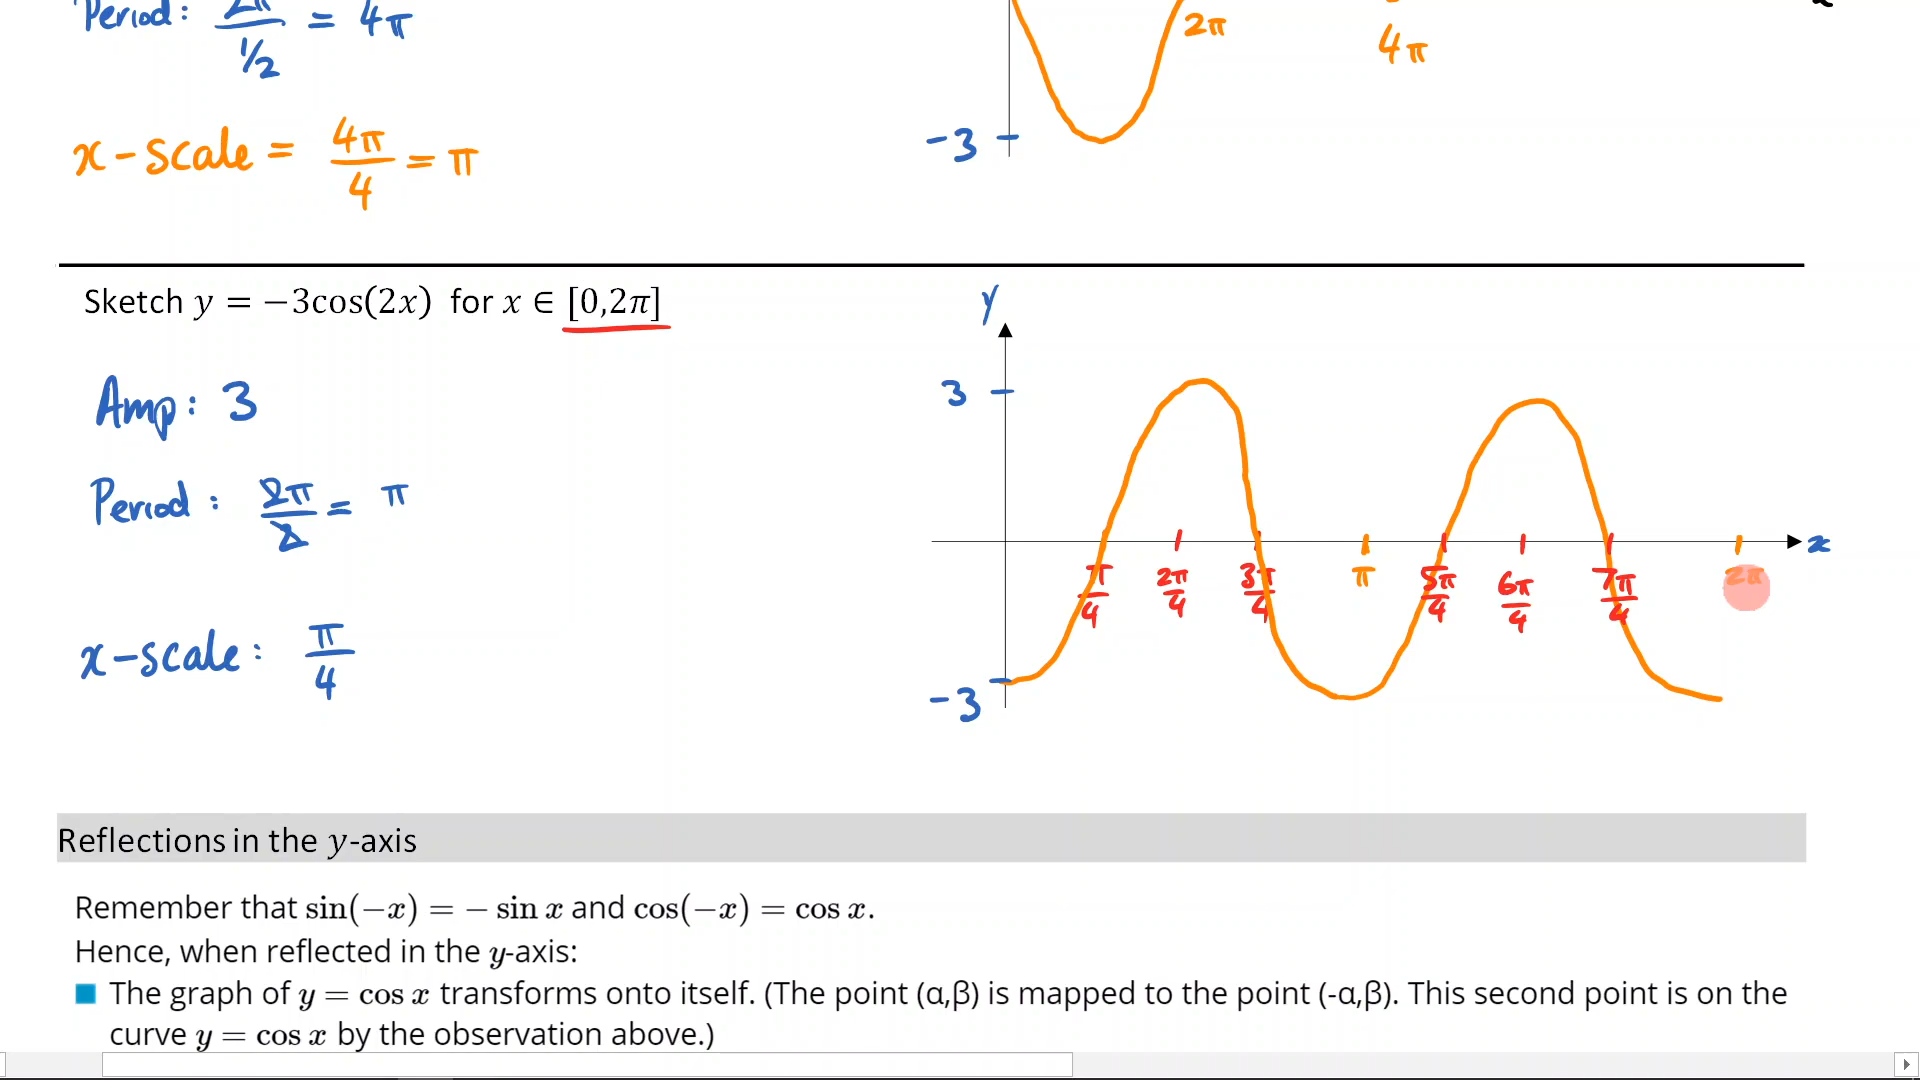 Period: 2π/(1/2) = 4π
2π
4π
x-scale = 4π/4 = π
-3
Sketch y = −3cos(2x) for x ∈ [0,2π]
y
Amp: 3
3
Period: 2π/2 = π
x
π/4 2π/4 3π/4 π 5π/4 6π/4 7π/4 2π
x-scale: π/4
-3
Reflections in the y-axis
Remember that sin(−x) = − sin x and cos(−x) = cos x.
Hence, when reflected in the y-axis:
The graph of y = cos x transforms onto itself. (The point (α,β) is mapped to the point (-α,β). This second point is on the
curve y = cos x by the observation above.)